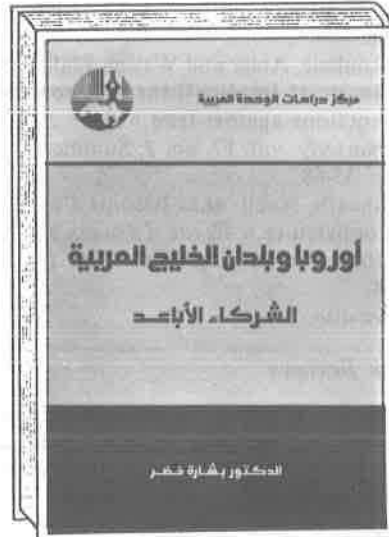 مركز دراسات الوحدة العربية
أوروبا وبلدان الخليج العربية
الشركاء الأباعد
الدكتور بشارة خضر